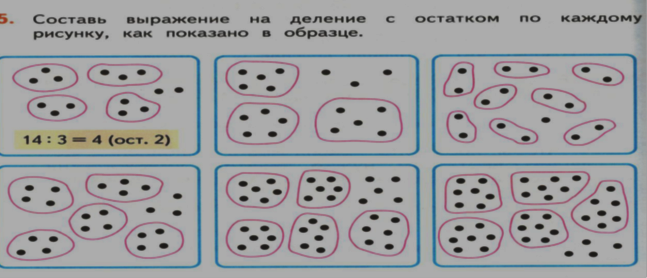 5. Составь выражение на деление с остатком по каждому
рисунку, как показано в образце.
14 : 3 = 4 (ост. 2)